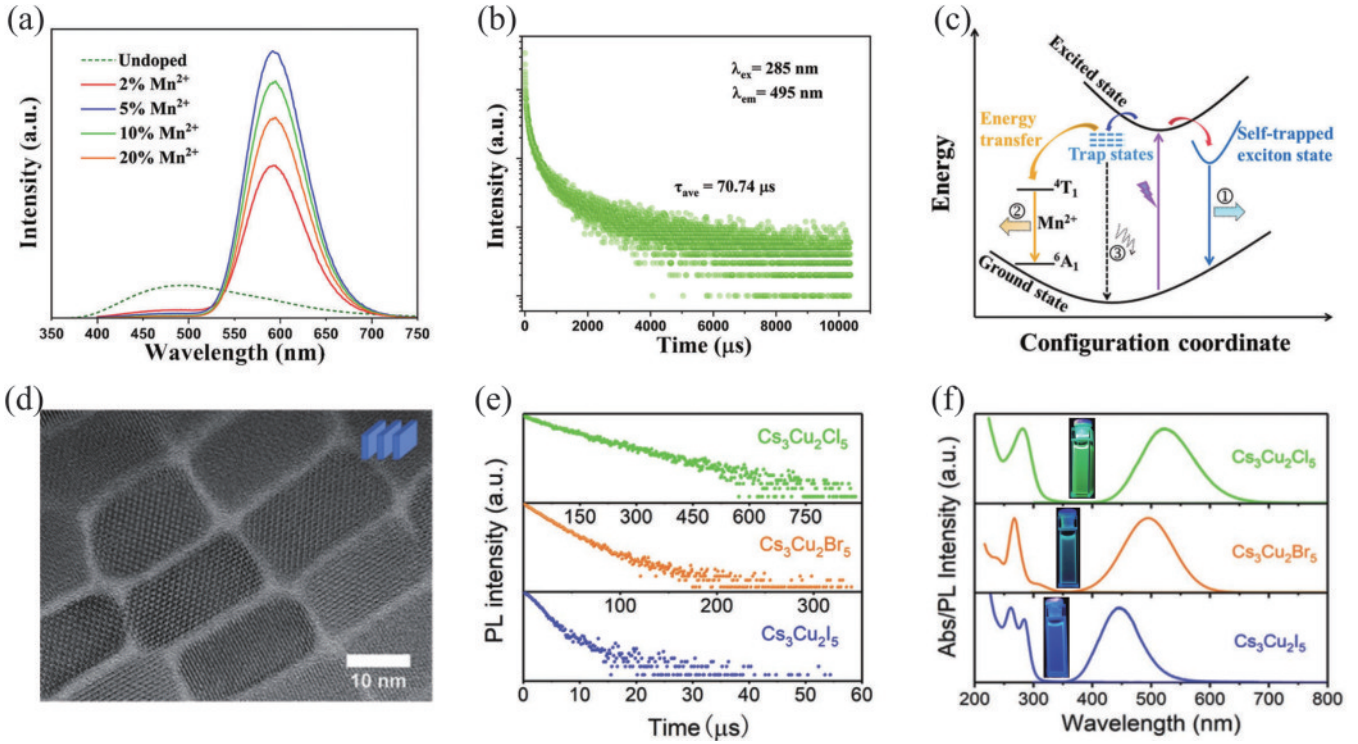 (a)
Intensity (a.u.)
Undoped
2% Mn²⁺
5% Mn²⁺
10% Mn²⁺
20% Mn²⁺
350 400 450 500 550 600 650 700 750
Wavelength (nm)
(b)
Intensity (a.u.)
λex= 285 nm
λem= 495 nm
τave = 70.74 μs
0 2000 4000 6000 8000 10000
Time (μs)
(c)
Energy
Excited state
Energy
transfer
Trap states
Self-trapped
exciton state
⁴T₁
①
②
Mn²⁺
③
⁶A₁
Ground state
Configuration coordinate
(d)
10 nm
(e)
PL intensity (a.u.)
Cs₃Cu₂Cl₅
150 300 450 600 750
Cs₃Cu₂Br₅
100 200 300
Cs₃Cu₂I₅
0 10 20 30 40 50 60
Time (μs)
(f)
Abs/PL Intensity (a.u.)
Cs₃Cu₂Cl₅
Cs₃Cu₂Br₅
Cs₃Cu₂I₅
200 300 400 500 600 700 800
Wavelength (nm)